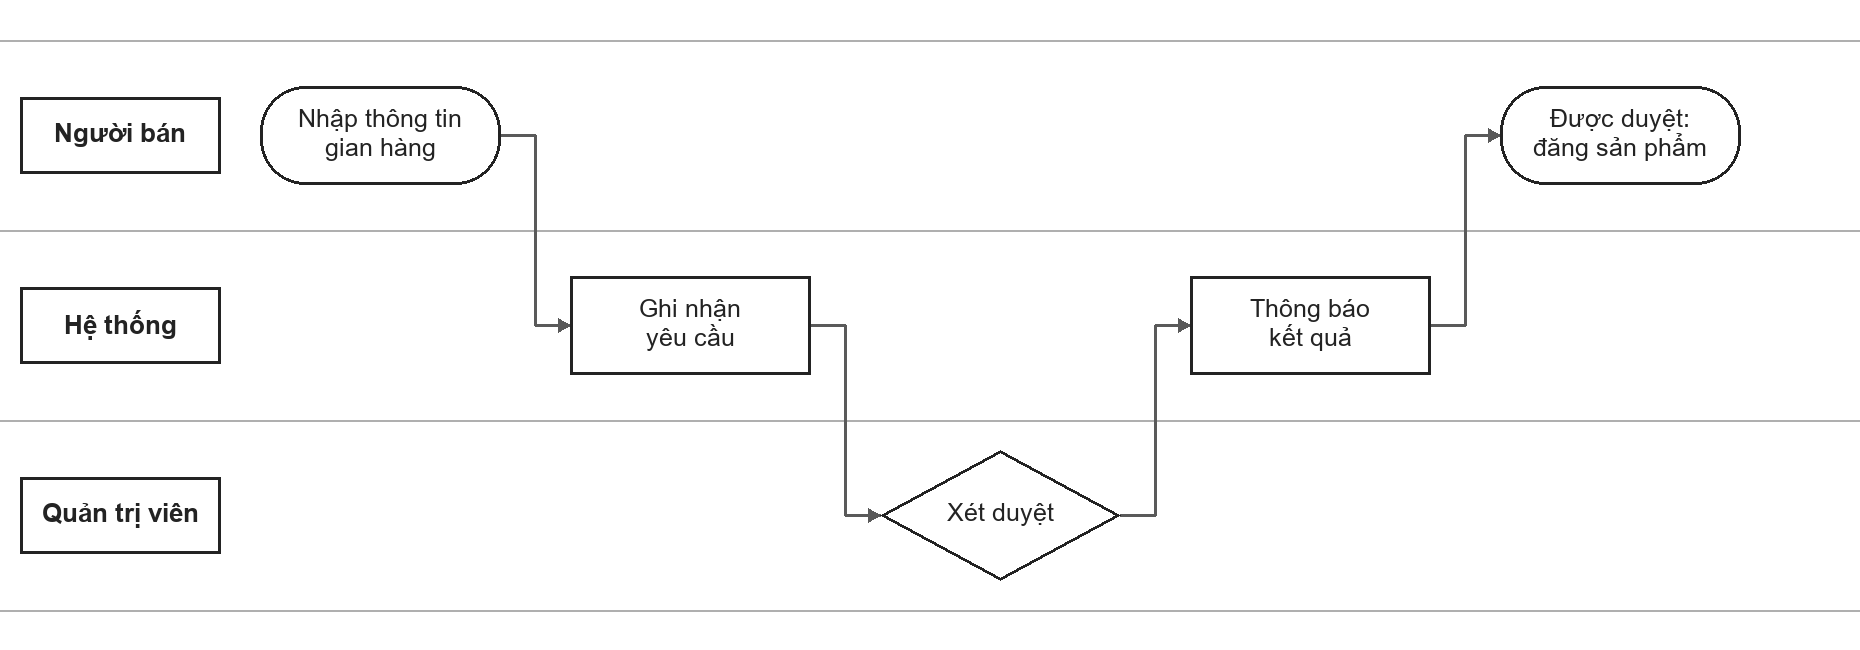 Người bán
Nhập thông tin
gian hàng
Được duyệt:
đăng sản phẩm
Hệ thống
Ghi nhận
yêu cầu
Thông báo
kết quả
Quản trị viên
Xét duyệt